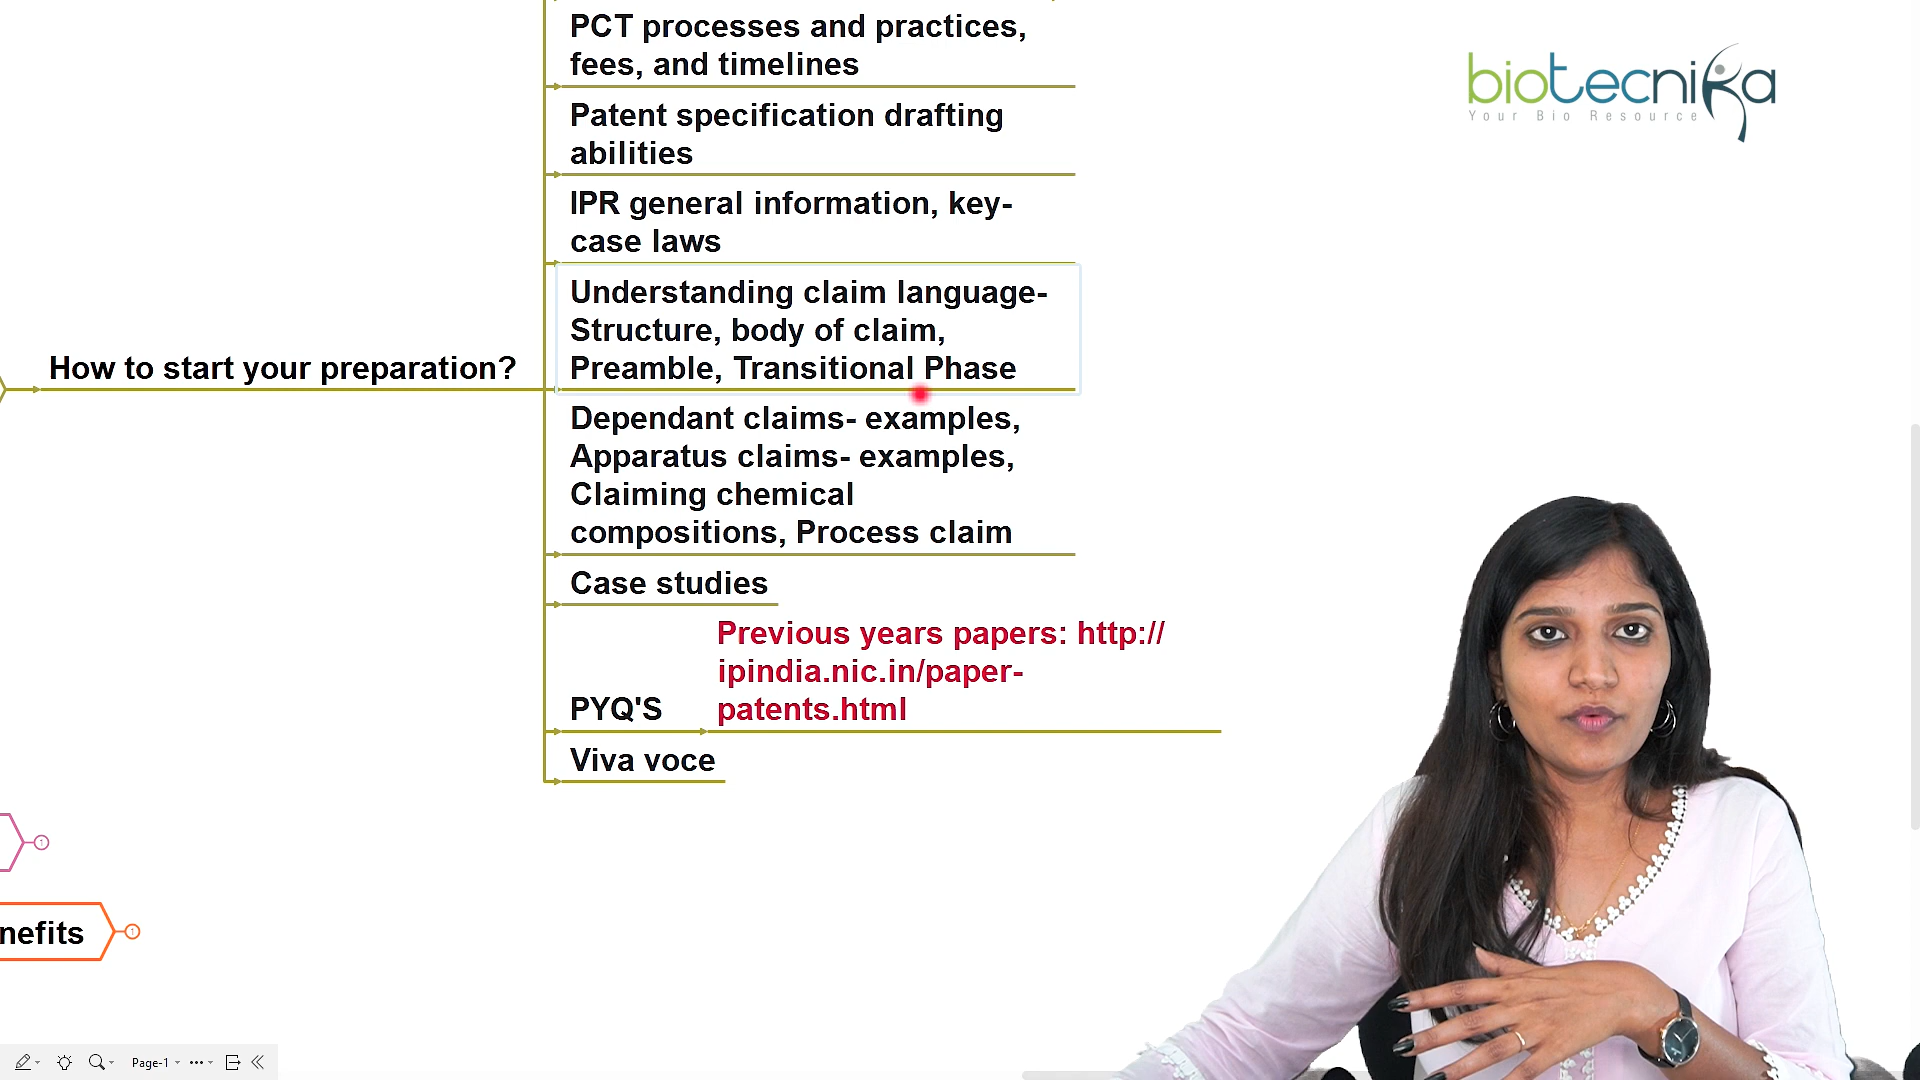 PCT processes and practices,
fees, and timelines
Patent specification drafting
abilities
IPR general information, key-
case laws
Understanding claim language-
Structure, body of claim,
Preamble, Transitional Phase
How to start your preparation?
Dependant claims- examples,
Apparatus claims- examples,
Claiming chemical
compositions, Process claim
Case studies
Previous years papers: http://
ipindia.nic.in/paper-
patents.html
PYQ'S
Viva voce
biotecnika
Your Bio Resource
1
nefits
1
Page-1